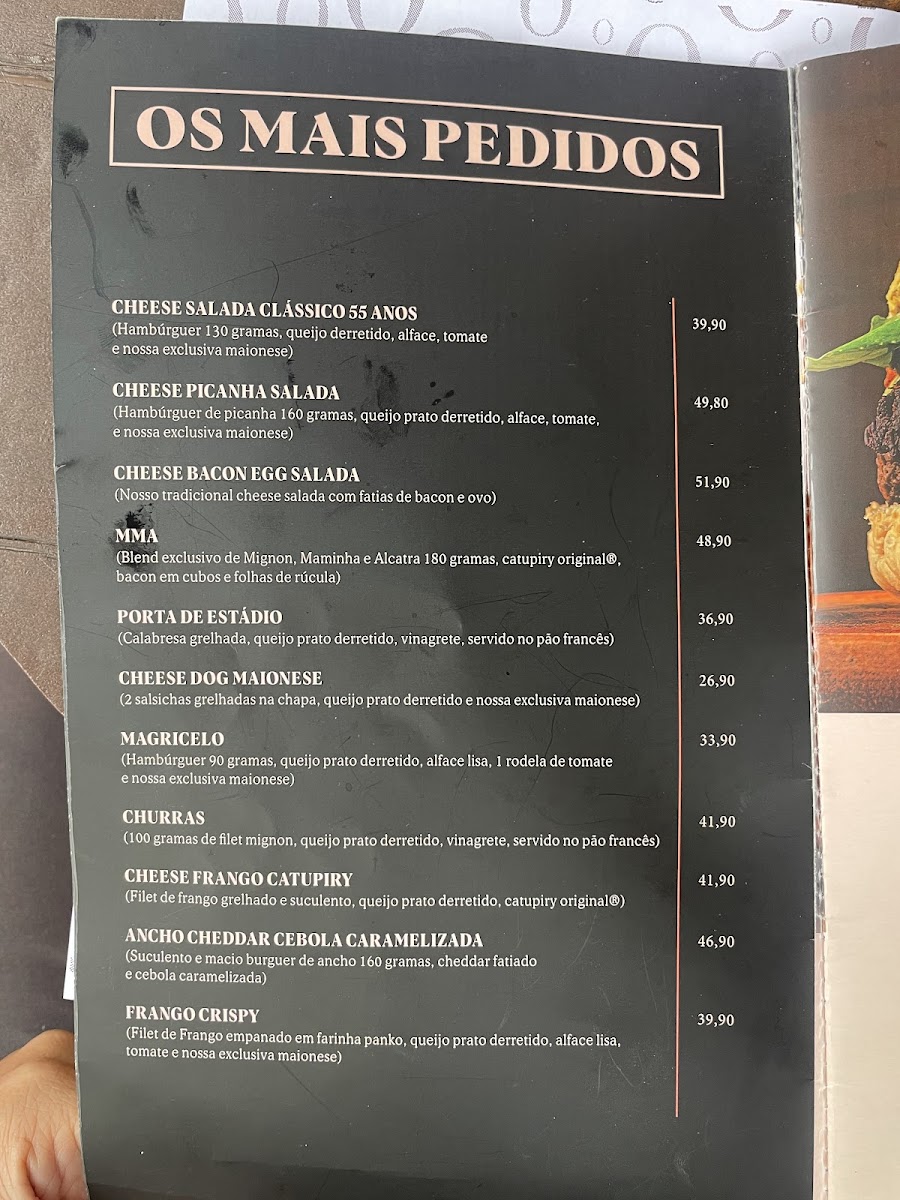 OS MAIS PEDIDOS
CHEESE SALADA CLÁSSICO 55 ANOS
39,90
(Hambúrguer 130 gramas, queijo derretido, alface, tomate
e nossa exclusiva maionese)
CHEESE PICANHA SALADA
49,80
(Hambúrguer de picanha 160 gramas, queijo prato derretido, alface, tomate,
e nossa exclusiva maionese)
CHEESE BACON EGG SALADA
51,90
(Nosso tradicional cheese salada com fatias de bacon e ovo)
MMA
48,90
(Blend exclusivo de Mignon, Maminha e Alcatra 180 gramas, catupiry original®,
bacon em cubos e folhas de rúcula)
PORTA DE ESTÁDIO
36,90
(Calabresa grelhada, queijo prato derretido, vinagrete, servido no pão francês)
CHEESE DOG MAIONESE
26,90
(2 salsichas grelhadas na chapa, queijo prato derretido e nossa exclusiva maionese)
MAGRICELO
33,90
(Hambúrguer 90 gramas, queijo prato derretido, alface lisa, 1 rodela de tomate
e nossa exclusiva maionese)
CHURRAS
41,90
(100 gramas de filet mignon, queijo prato derretido, vinagrete, servido no pão francês)
CHEESE FRANGO CATUPIRY
41,90
(Filet de frango grelhado e suculento, queijo prato derretido, catupiry original®)
ANCHO CHEDDAR CEBOLA CARAMELIZADA
46,90
(Suculento e macio burguer de ancho 160 gramas, cheddar fatiado
e cebola caramelizada)
FRANGO CRISPY
39,90
(Filet de Frango empanado em farinha panko, queijo prato derretido, alface lisa,
tomate e nossa exclusiva maionese)